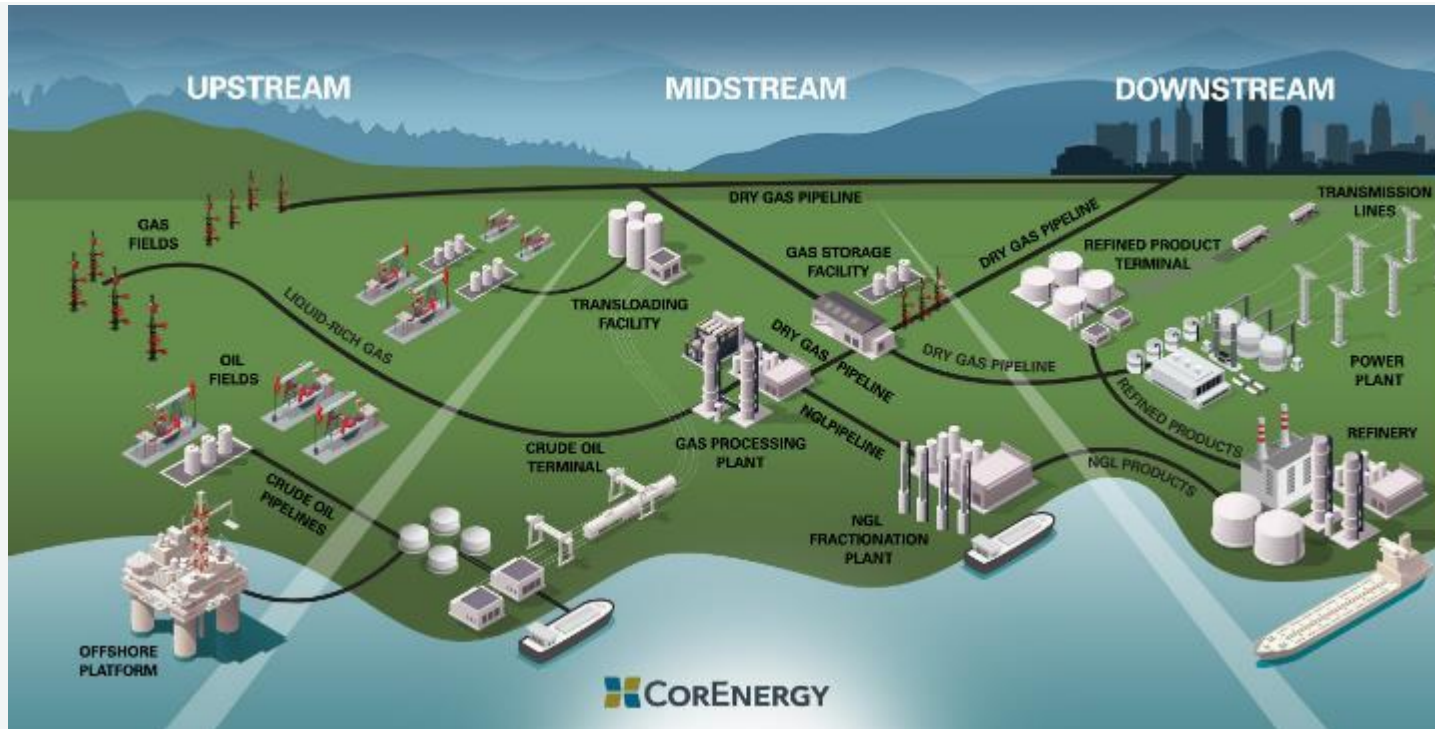 UPSTREAM
MIDSTREAM
DOWNSTREAM
DRY GAS PIPELINE
TRANSMISSION
LINES
GAS
FIELDS
DRY GAS PIPELINE
REFINED PRODUCT
TERMINAL
GAS STORAGE
FACILITY
LIQUID-RICH GAS
TRANSLOADING
FACILITY
DRY GAS PIPELINE
DRY GAS PIPELINE
POWER
PLANT
OIL
FIELDS
REFINED PRODUCTS
REFINERY
CRUDE OIL
TERMINAL
GAS PROCESSING
PLANT
NGL PIPELINE
NGL PRODUCTS
CRUDE OIL
PIPELINES
NGL
FRACTIONATION
PLANT
OFFSHORE
PLATFORM
CORENERGY